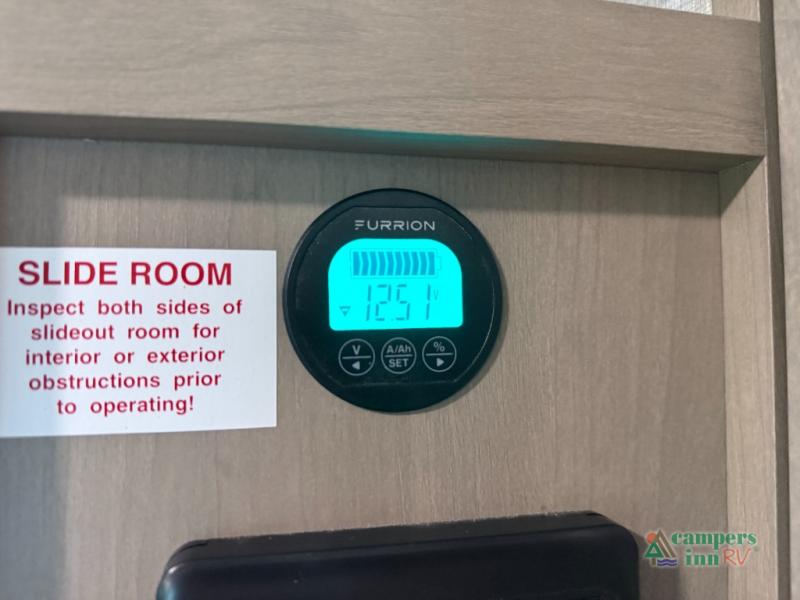 FURRION
12.51 V
V
A/Ah
SET
%
SLIDE ROOM
Inspect both sides of
slideout room for
interior or exterior
obstructions prior
to operating!
campers
inn RV®